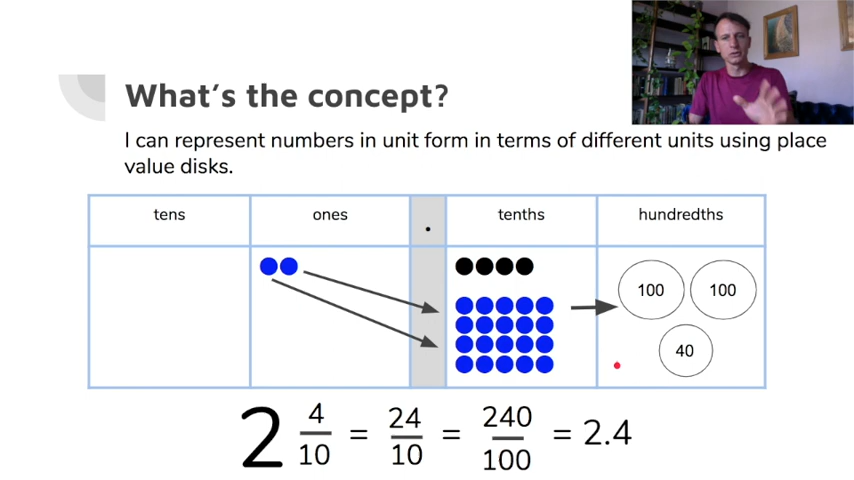 What's the concept?
I can represent numbers in unit form in terms of different units using place
value disks.
tens ones . tenths hundredths
100 100
40
2 4/10 = 24/10 = 240/100 = 2.4